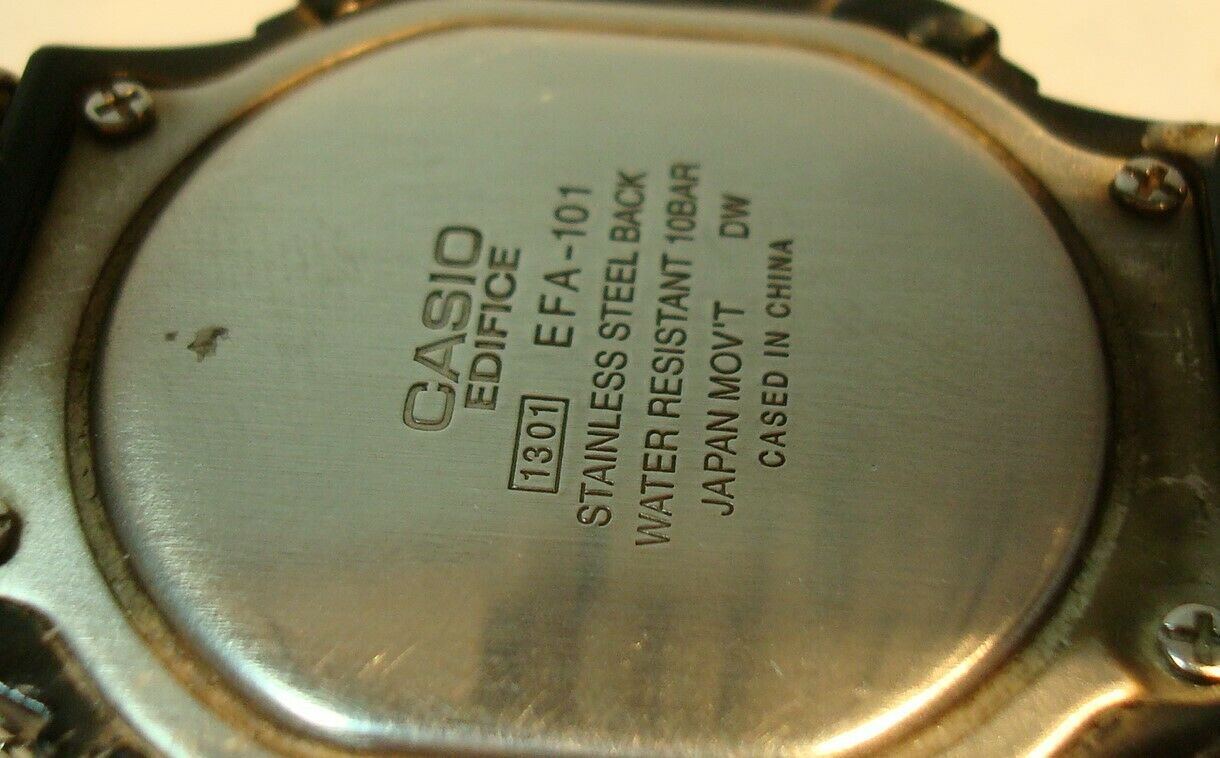 CASIO
EDIFICE
1301 EFA-101
STAINLESS STEEL BACK
WATER RESISTANT 10BAR
JAPAN MOV'T DW
CASED IN CHINA